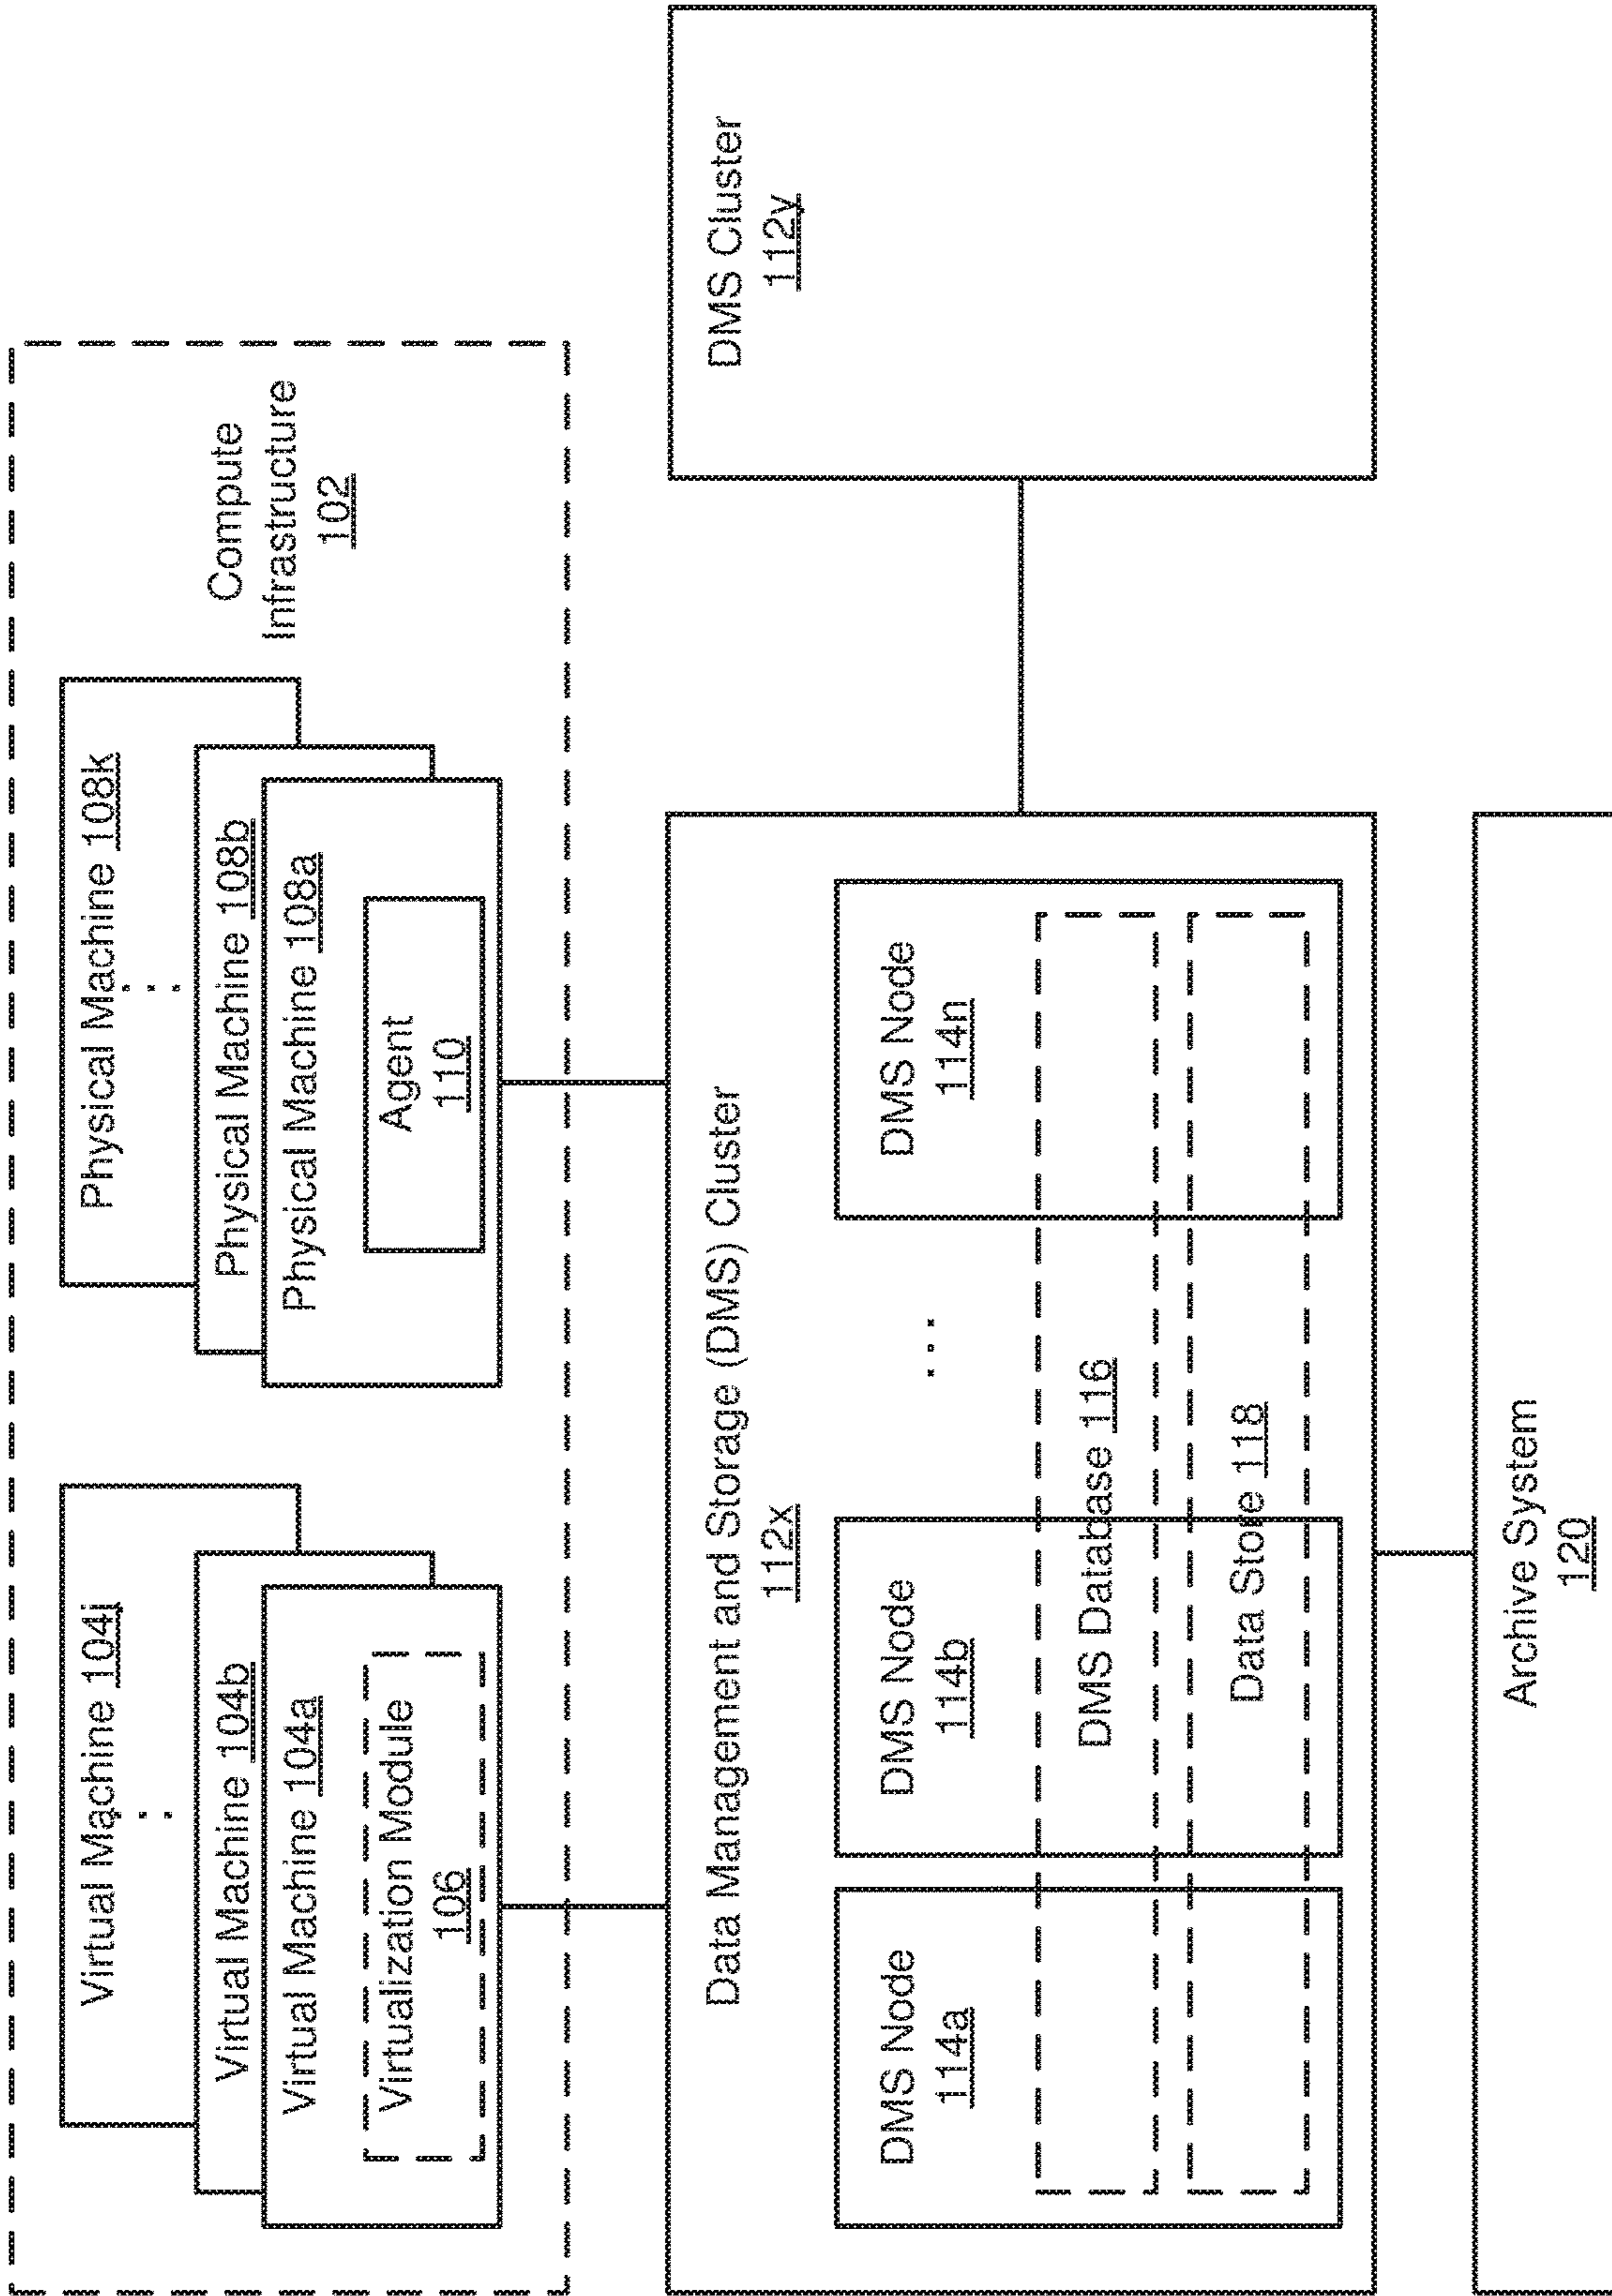 Compute
Infrastructure
102
Virtual Machine 104j
⋮
Virtual Machine 104b
Virtual Machine 104a
Virtualization Module
106
Physical Machine 108k
⋮
Physical Machine 108b
Physical Machine 108a
Agent
110
Data Management and Storage (DMS) Cluster
112x
DMS Node
114a
DMS Node
114b
...
DMS Node
114n
DMS Database 116
Data Store 118
DMS Cluster
112y
Archive System
120